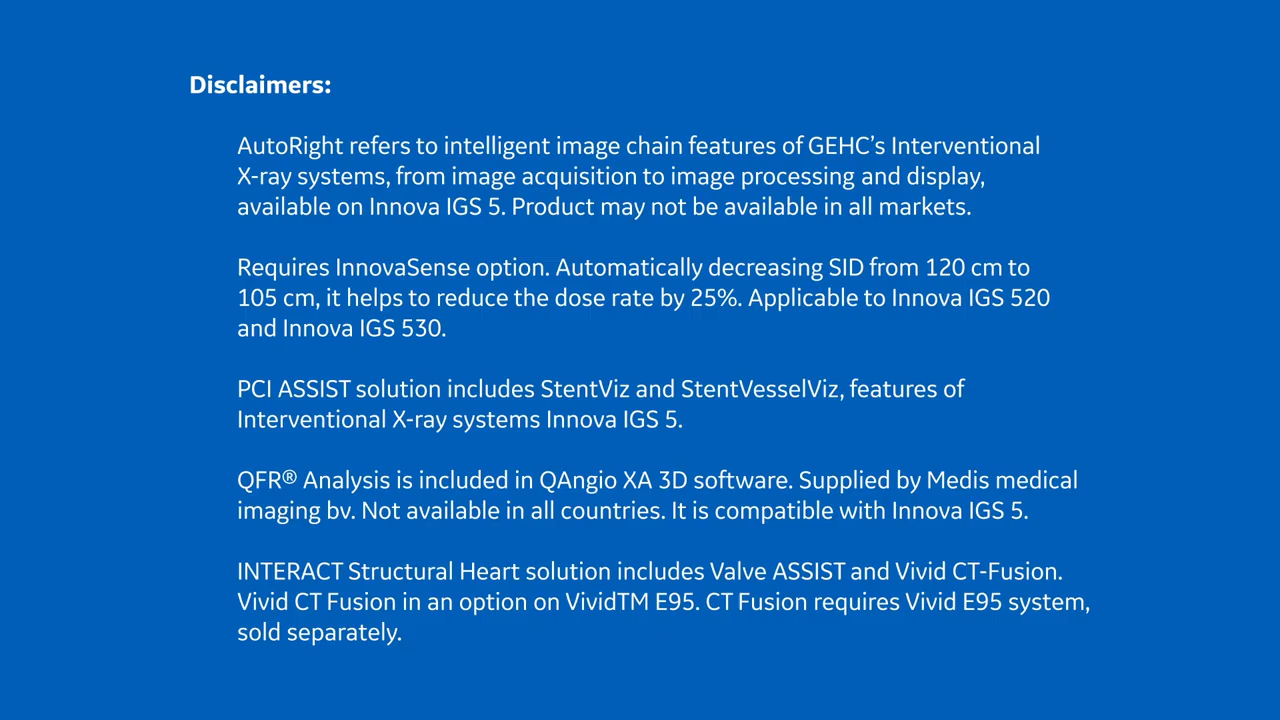 Disclaimers:
AutoRight refers to intelligent image chain features of GEHC’s Interventional
X-ray systems, from image acquisition to image processing and display,
available on Innova IGS 5. Product may not be available in all markets.
Requires InnovaSense option. Automatically decreasing SID from 120 cm to
105 cm, it helps to reduce the dose rate by 25%. Applicable to Innova IGS 520
and Innova IGS 530.
PCI ASSIST solution includes StentViz and StentVesselViz, features of
Interventional X-ray systems Innova IGS 5.
QFR® Analysis is included in QAngio XA 3D software. Supplied by Medis medical
imaging bv. Not available in all countries. It is compatible with Innova IGS 5.
INTERACT Structural Heart solution includes Valve ASSIST and Vivid CT-Fusion.
Vivid CT Fusion in an option on VividTM E95. CT Fusion requires Vivid E95 system,
sold separately.